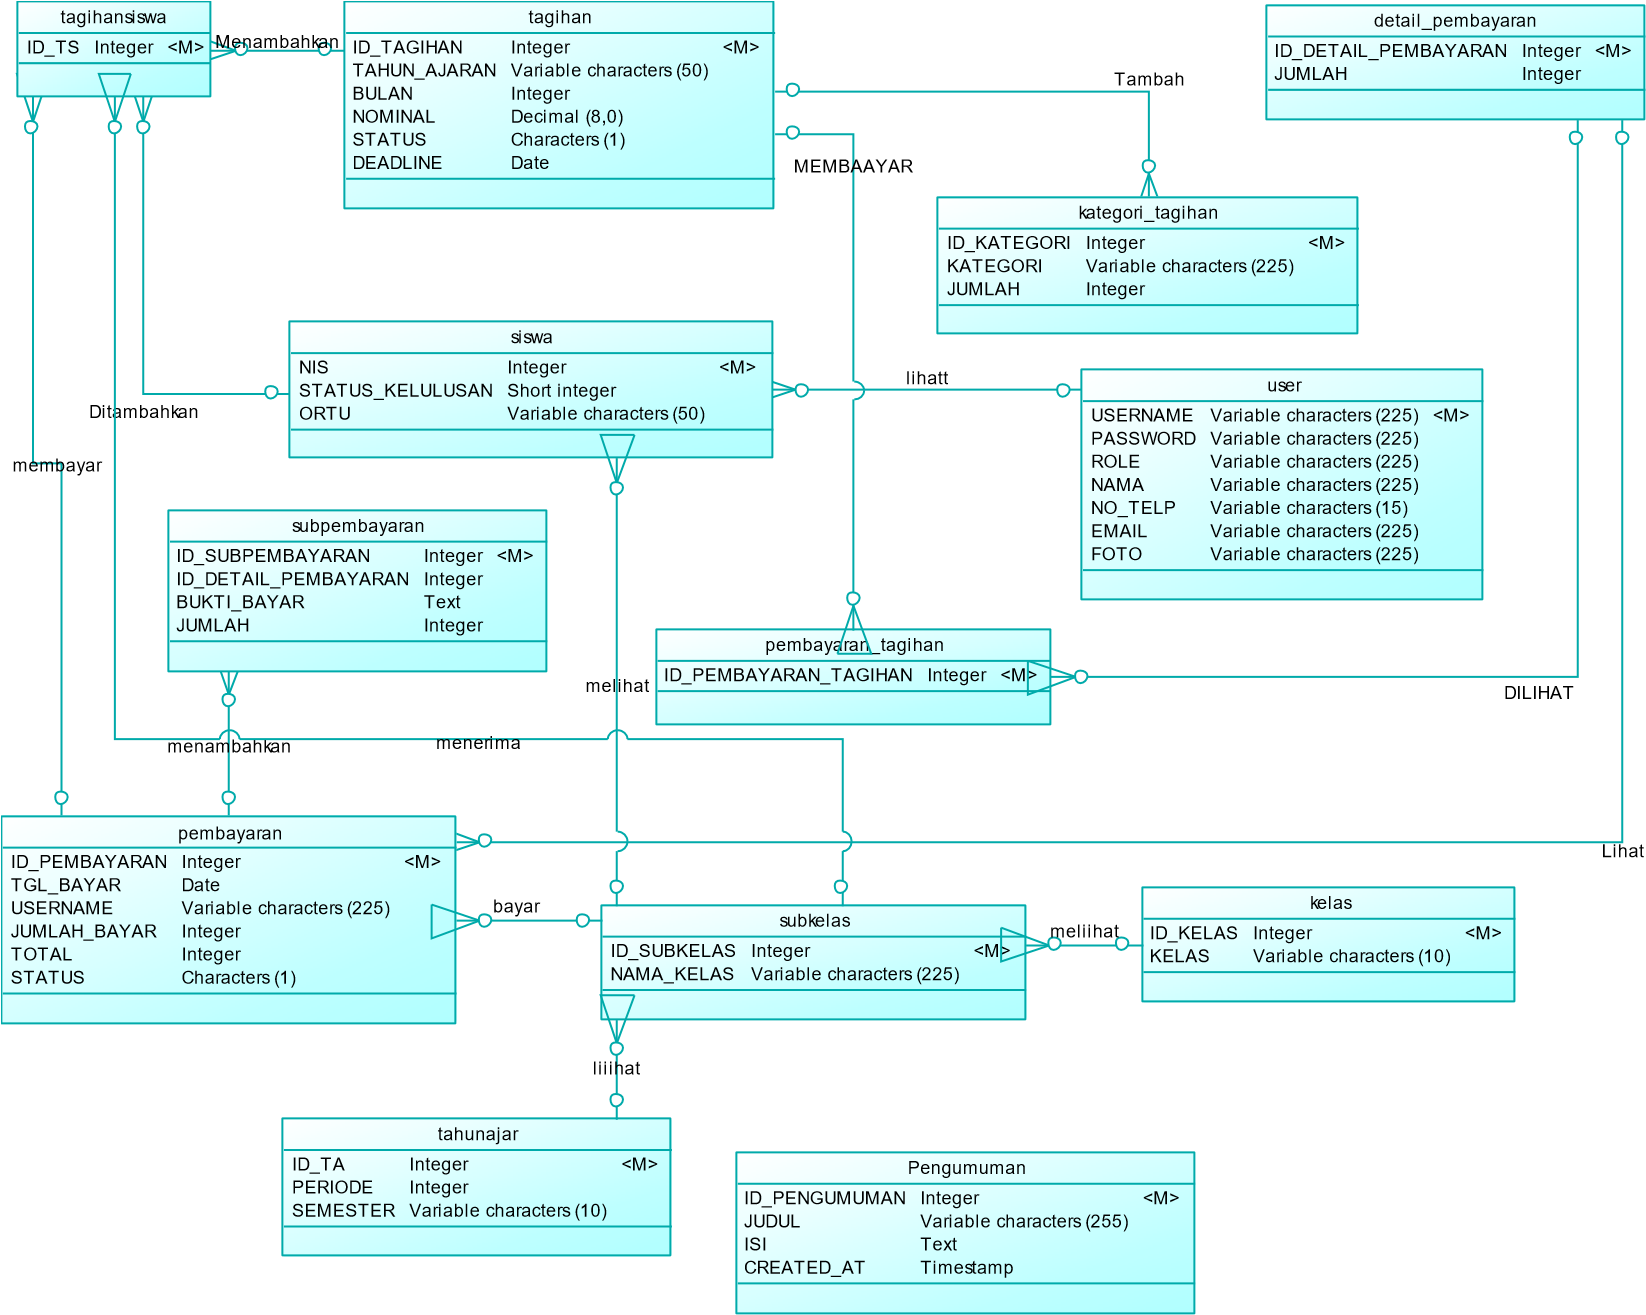 tagihansiswa
ID_TS Integer <M>
Menambahkan
tagihan
ID_TAGIHAN Integer <M>
TAHUN_AJARAN Variable characters (50)
BULAN Integer
NOMINAL Decimal (8,0)
STATUS Characters (1)
DEADLINE Date
detail_pembayaran
ID_DETAIL_PEMBAYARAN Integer <M>
JUMLAH Integer
Tambah
MEMBAAYAR
kategori_tagihan
ID_KATEGORI Integer <M>
KATEGORI Variable characters (225)
JUMLAH Integer
siswa
NIS Integer <M>
STATUS_KELULUSAN Short integer
ORTU Variable characters (50)
lihatt
user
USERNAME Variable characters (225) <M>
PASSWORD Variable characters (225)
ROLE Variable characters (225)
NAMA Variable characters (225)
NO_TELP Variable characters (15)
EMAIL Variable characters (225)
FOTO Variable characters (225)
Ditambahkan
membayar
subpembayaran
ID_SUBPEMBAYARAN Integer <M>
ID_DETAIL_PEMBAYARAN Integer
BUKTI_BAYAR Text
JUMLAH Integer
pembayaran_tagihan
ID_PEMBAYARAN_TAGIHAN Integer <M>
melihat
DILIHAT
menambahkan
menerima
pembayaran
ID_PEMBAYARAN Integer <M>
TGL_BAYAR Date
USERNAME Variable characters (225)
JUMLAH_BAYAR Integer
TOTAL Integer
STATUS Characters (1)
Lihat
bayar
subkelas
ID_SUBKELAS Integer <M>
NAMA_KELAS Variable characters (225)
meliihat
kelas
ID_KELAS Integer <M>
KELAS Variable characters (10)
liiihat
tahunajar
ID_TA Integer <M>
PERIODE Integer
SEMESTER Variable characters (10)
Pengumuman
ID_PENGUMUMAN Integer <M>
JUDUL Variable characters (255)
ISI Text
CREATED_AT Timestamp